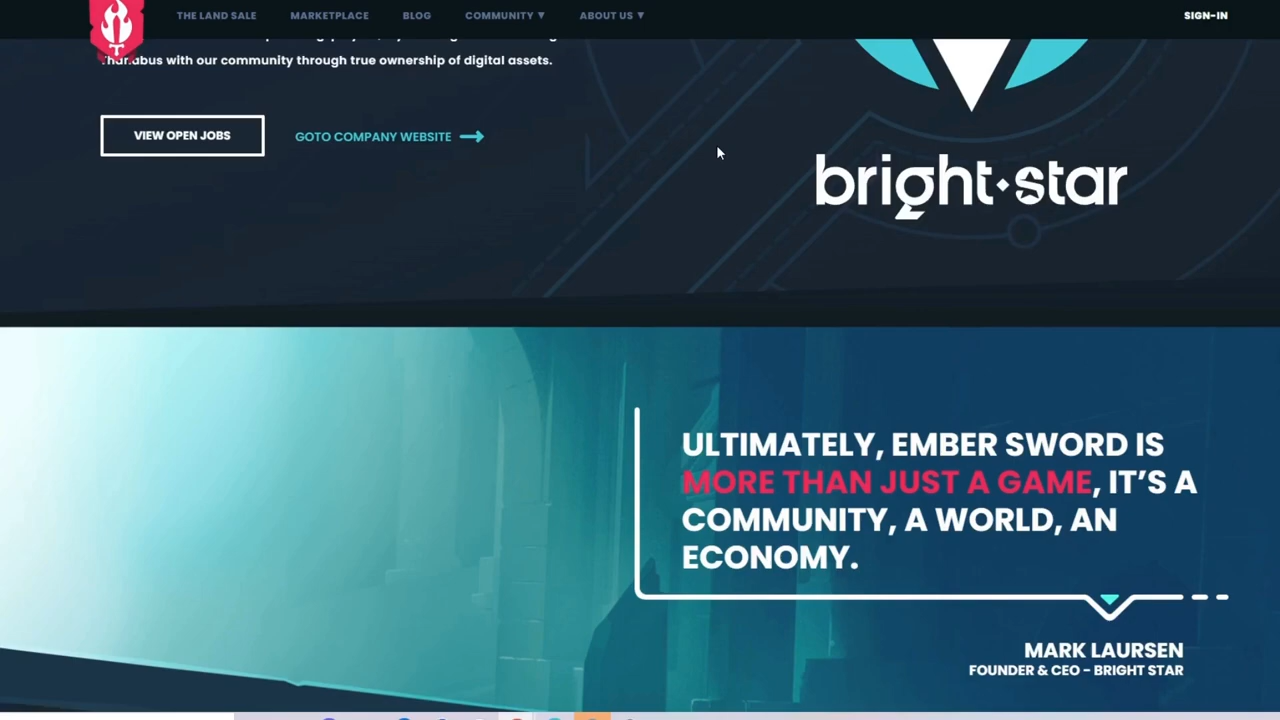 THE LAND SALE MARKETPLACE BLOG COMMUNITY ▼ ABOUT US ▼ SIGN-IN
with our community through true ownership of digital assets.
VIEW OPEN JOBS
GOTO COMPANY WEBSITE
bright·star
ULTIMATELY, EMBER SWORD IS
MORE THAN JUST A GAME, IT'S A
COMMUNITY, A WORLD, AN
ECONOMY.
MARK LAURSEN
FOUNDER & CEO - BRIGHT STAR